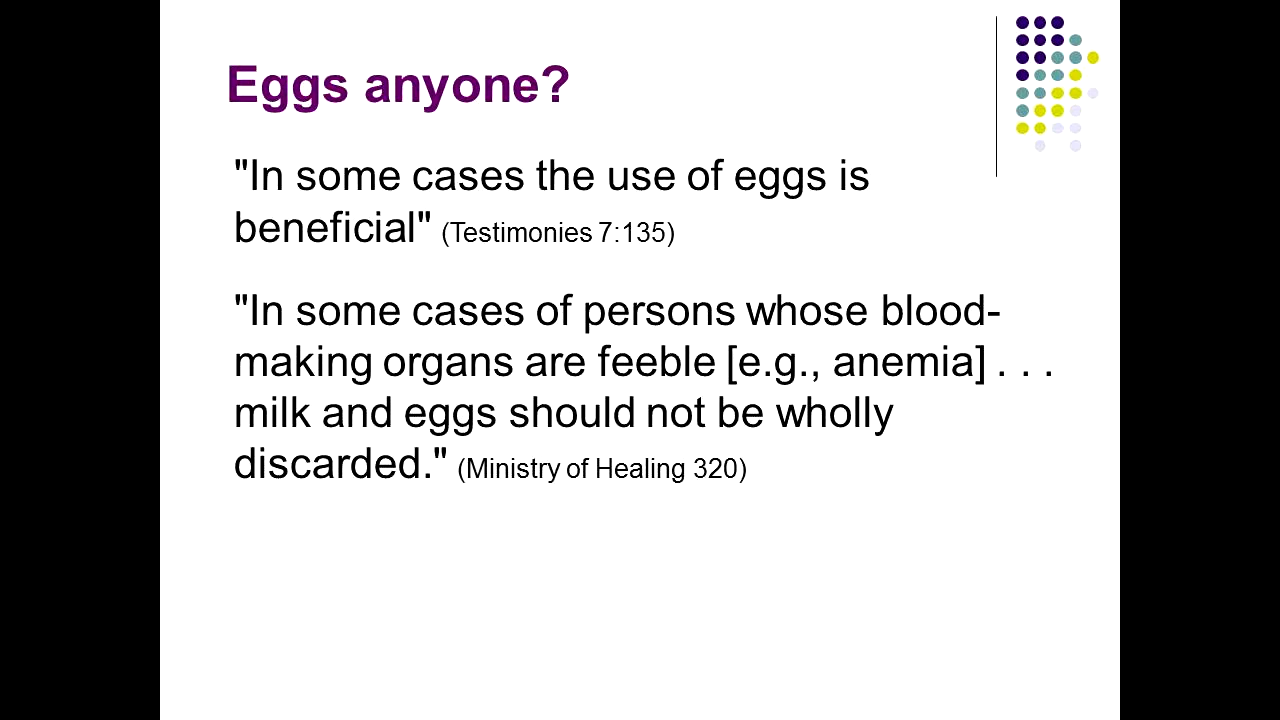 Eggs anyone?
"In some cases the use of eggs is
beneficial" (Testimonies 7:135)
"In some cases of persons whose blood-
making organs are feeble [e.g., anemia] . . .
milk and eggs should not be wholly
discarded." (Ministry of Healing 320)